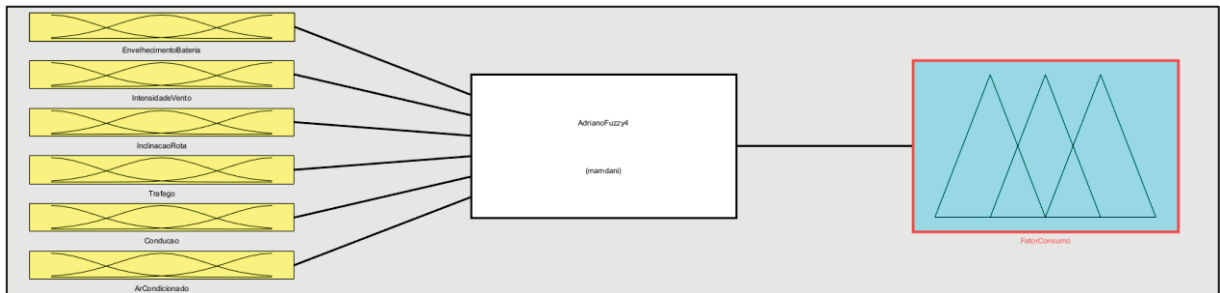 EnvelhecimentoBateria
IntensidadeVento
InclinacaoRota
Trafego
Conducao
ArCondicionado
AdrianoFuzzy4
(mamdani)
FatorConsumo